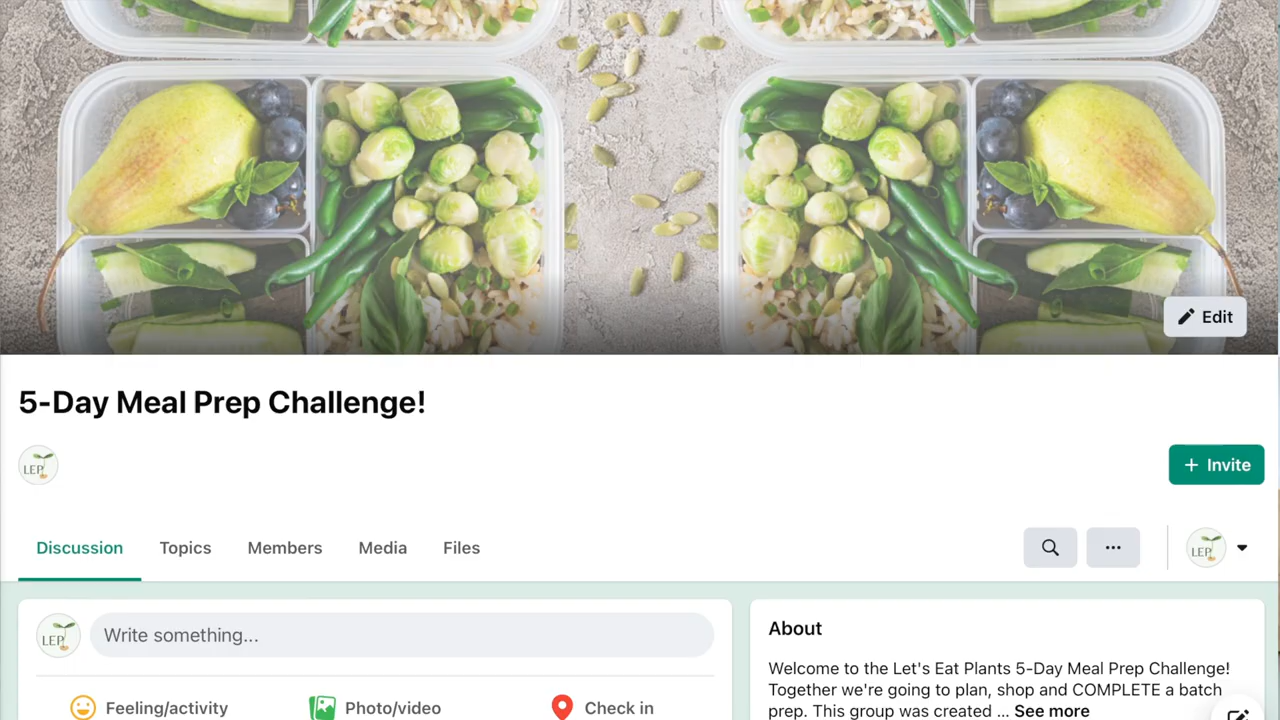 Edit
5-Day Meal Prep Challenge!
LEP
+ Invite
Discussion Topics Members Media Files
LEP
LEP
Write something...
Feeling/activity Photo/video Check in
About
Welcome to the Let's Eat Plants 5-Day Meal Prep Challenge!
Together we're going to plan, shop and COMPLETE a batch
prep. This group was created ... See more